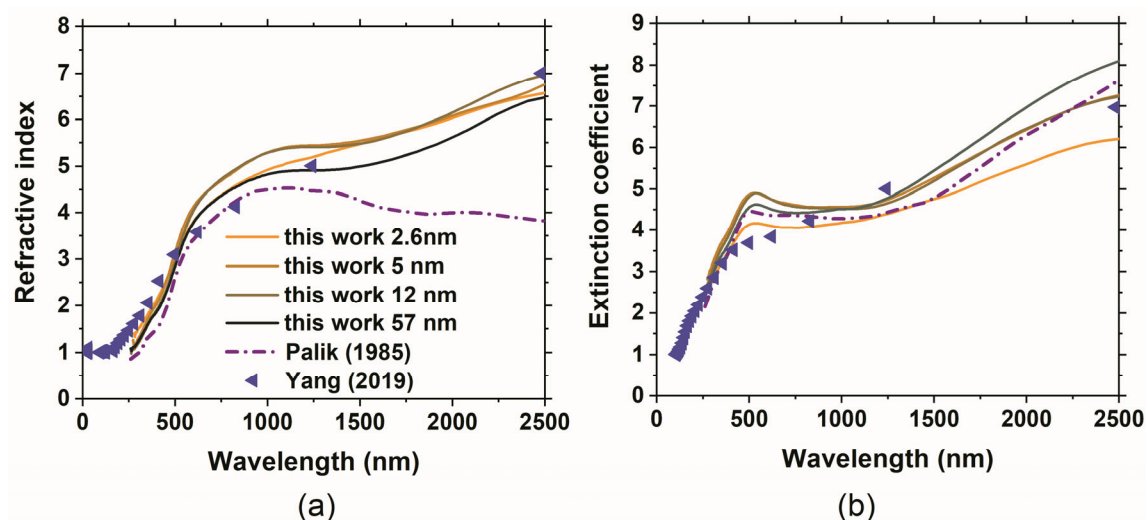 8
7
6
5
4
3
2
1
0
Refractive index
this work 2.6nm
this work 5 nm
this work 12 nm
this work 57 nm
Palik (1985)
Yang (2019)
0 500 1000 1500 2000 2500
Wavelength (nm)
(a)
9
8
7
6
5
4
3
2
1
0
Extinction coefficient
0 500 1000 1500 2000 2500
Wavelength (nm)
(b)